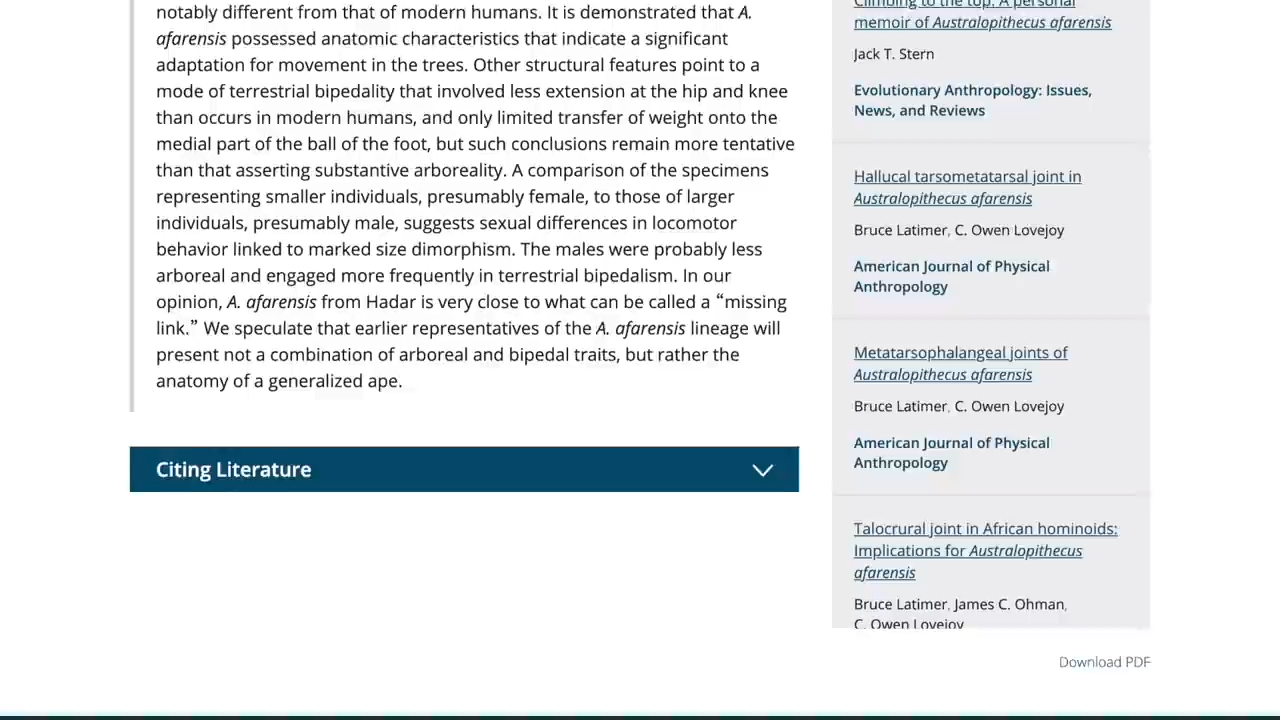 notably different from that of modern humans. It is demonstrated that A.
afarensis possessed anatomic characteristics that indicate a significant
adaptation for movement in the trees. Other structural features point to a
mode of terrestrial bipedality that involved less extension at the hip and knee
than occurs in modern humans, and only limited transfer of weight onto the
medial part of the ball of the foot, but such conclusions remain more tentative
than that asserting substantive arboreality. A comparison of the specimens
representing smaller individuals, presumably female, to those of larger
individuals, presumably male, suggests sexual differences in locomotor
behavior linked to marked size dimorphism. The males were probably less
arboreal and engaged more frequently in terrestrial bipedalism. In our
opinion, A. afarensis from Hadar is very close to what can be called a “missing
link.” We speculate that earlier representatives of the A. afarensis lineage will
present not a combination of arboreal and bipedal traits, but rather the
anatomy of a generalized ape.
Citing Literature
Climbing to the top: A personal
memoir of Australopithecus afarensis
Jack T. Stern
Evolutionary Anthropology: Issues,
News, and Reviews
Hallucal tarsometatarsal joint in
Australopithecus afarensis
Bruce Latimer, C. Owen Lovejoy
American Journal of Physical
Anthropology
Metatarsophalangeal joints of
Australopithecus afarensis
Bruce Latimer, C. Owen Lovejoy
American Journal of Physical
Anthropology
Talocrural joint in African hominoids:
Implications for Australopithecus
afarensis
Bruce Latimer, James C. Ohman,
C. Owen Lovejoy
Download PDF